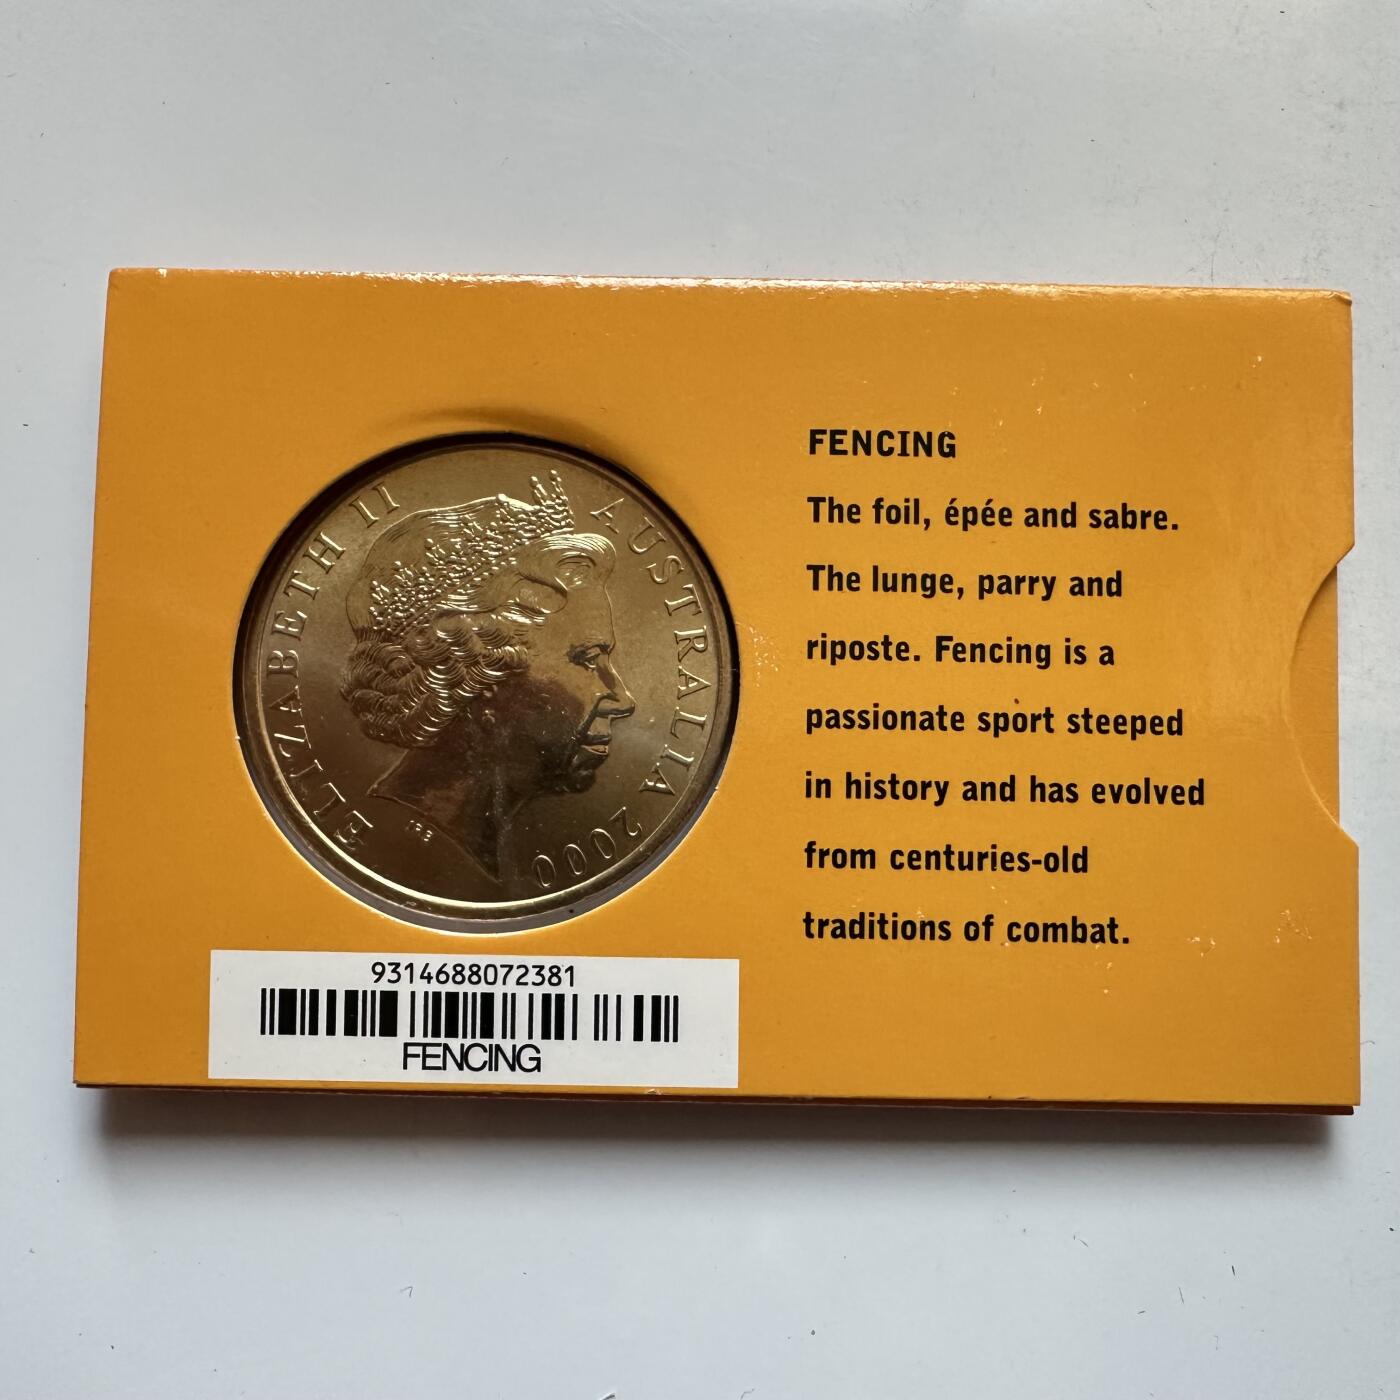 ELIZABETH II AUSTRALIA 2000
IRB
FENCING
The foil, épée and sabre.
The lunge, parry and
riposte. Fencing is a
passionate sport steeped
in history and has evolved
from centuries-old
traditions of combat.
9314688072381
FENCING